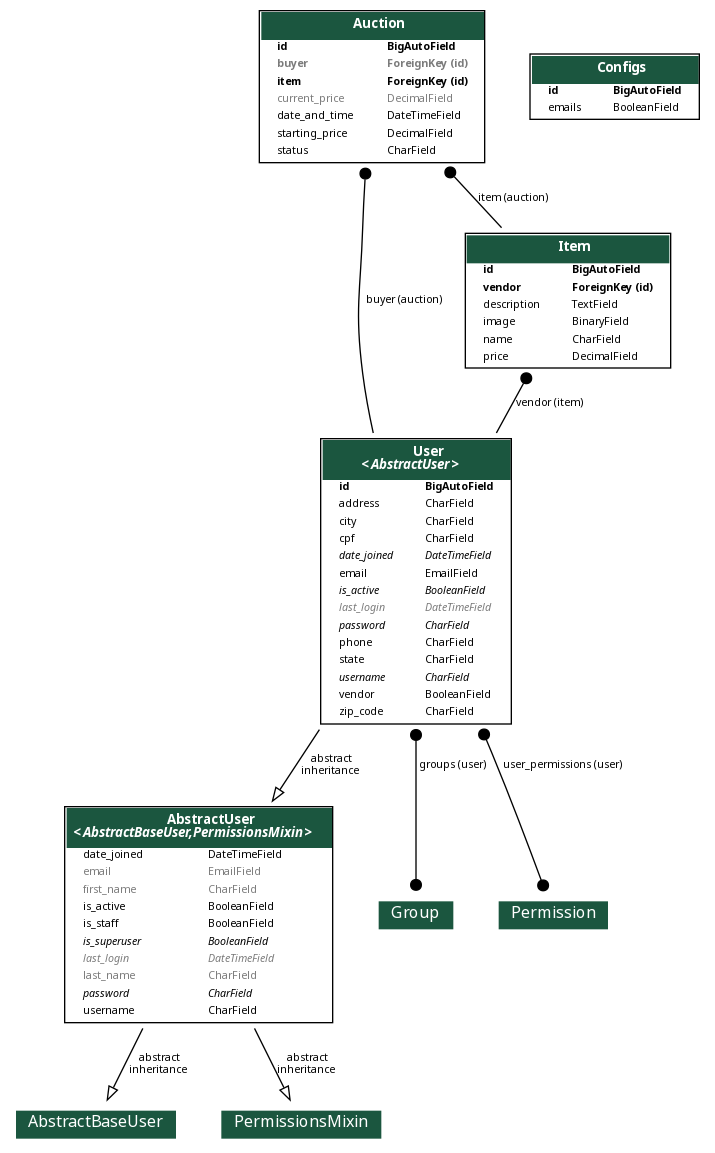 Auction
id BigAutoField
buyer ForeignKey (id)
item ForeignKey (id)
current_price DecimalField
date_and_time DateTimeField
starting_price DecimalField
status CharField
Configs
id BigAutoField
emails BooleanField
item (auction)
buyer (auction)
Item
id BigAutoField
vendor ForeignKey (id)
description TextField
image BinaryField
name CharField
price DecimalField
vendor (item)
User
<AbstractUser>
id BigAutoField
address CharField
city CharField
cpf CharField
date_joined DateTimeField
email EmailField
is_active BooleanField
last_login DateTimeField
password CharField
phone CharField
state CharField
username CharField
vendor BooleanField
zip_code CharField
abstract
inheritance
groups (user)
user_permissions (user)
AbstractUser
<AbstractBaseUser,PermissionsMixin>
date_joined DateTimeField
email EmailField
first_name CharField
is_active BooleanField
is_staff BooleanField
is_superuser BooleanField
last_login DateTimeField
last_name CharField
password CharField
username CharField
Group
Permission
abstract
inheritance
abstract
inheritance
AbstractBaseUser
PermissionsMixin